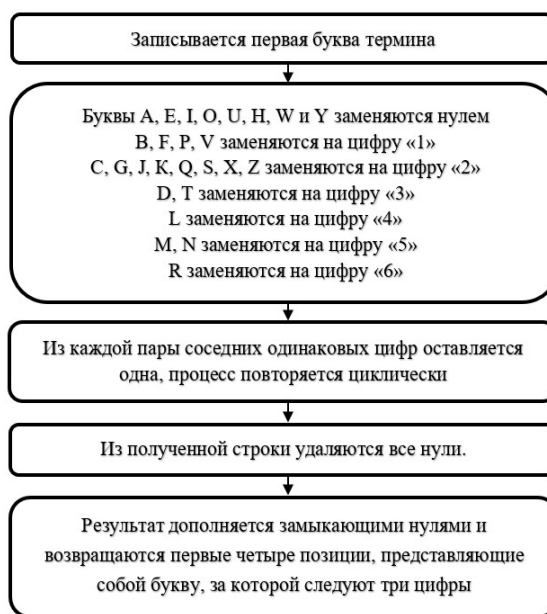 Записывается первая буква термина
Буквы A, E, I, O, U, H, W и Y заменяются нулем
B, F, P, V заменяются на цифру «1»
C, G, J, K, Q, S, X, Z заменяются на цифру «2»
D, T заменяются на цифру «3»
L заменяются на цифру «4»
M, N заменяются на цифру «5»
R заменяются на цифру «6»
Из каждой пары соседних одинаковых цифр оставляется
одна, процесс повторяется циклически
Из полученной строки удаляются все нули.
Результат дополняется замыкающими нулями и
возвращаются первые четыре позиции, представляющие
собой букву, за которой следуют три цифры